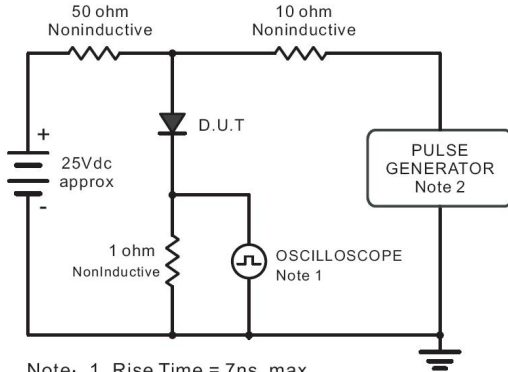 50 ohm
Noninductive
10 ohm
Noninductive
D.U.T
+
25Vdc
approx
-
PULSE
GENERATOR
Note 2
1 ohm
NonInductive
OSCILLOSCOPE
Note 1
Note: 1. Rise Time = 7ns, max